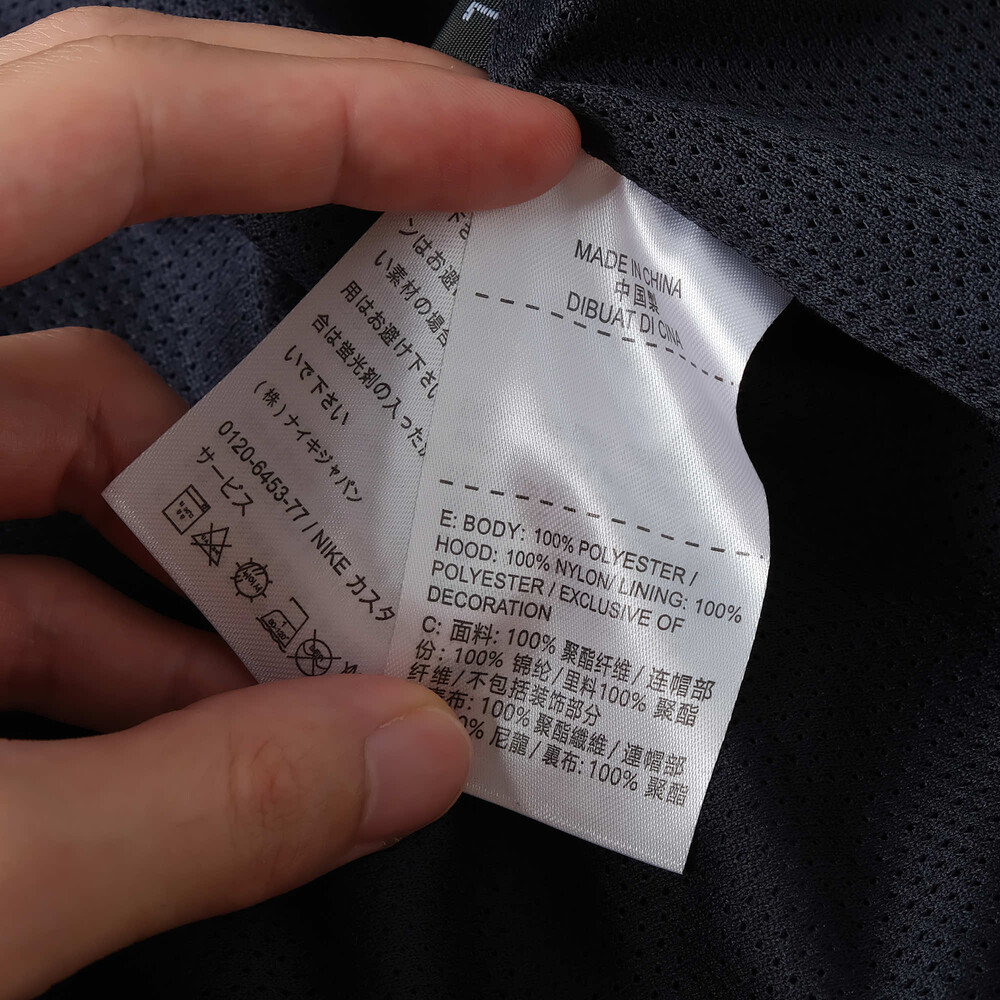 ンはお避
い素材の場合
用はお避け下さい
合は蛍光剤の入った
いで下さい
(株)ナイキジャパン
0120-6453-77 / NIKE カスタ
サービス
MADE IN CHINA
中国製
DIBUAT DI CINA
E: BODY: 100% POLYESTER /
HOOD: 100% NYLON/ LINING: 100%
POLYESTER / EXCLUSIVE OF
DECORATION
C: 面料: 100% 聚酯纤维 / 连帽部
份: 100% 锦纶 / 里料100% 聚酯
纤维 / 不包括装饰部分
布: 100% 聚酯纖維 / 連帽部
0% 尼龍 / 裏布: 100% 聚酯